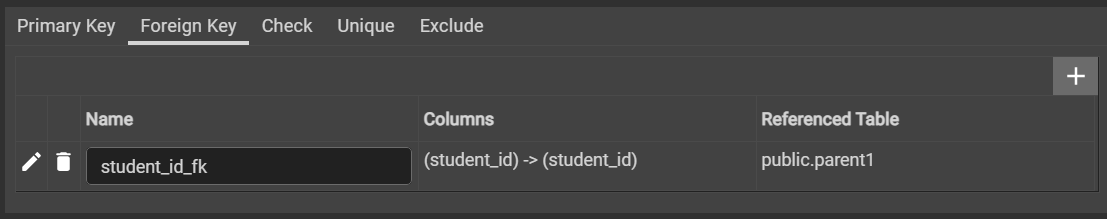 Primary Key Foreign Key Check Unique Exclude
Name Columns Referenced Table
student_id_fk (student_id) -> (student_id) public.parent1